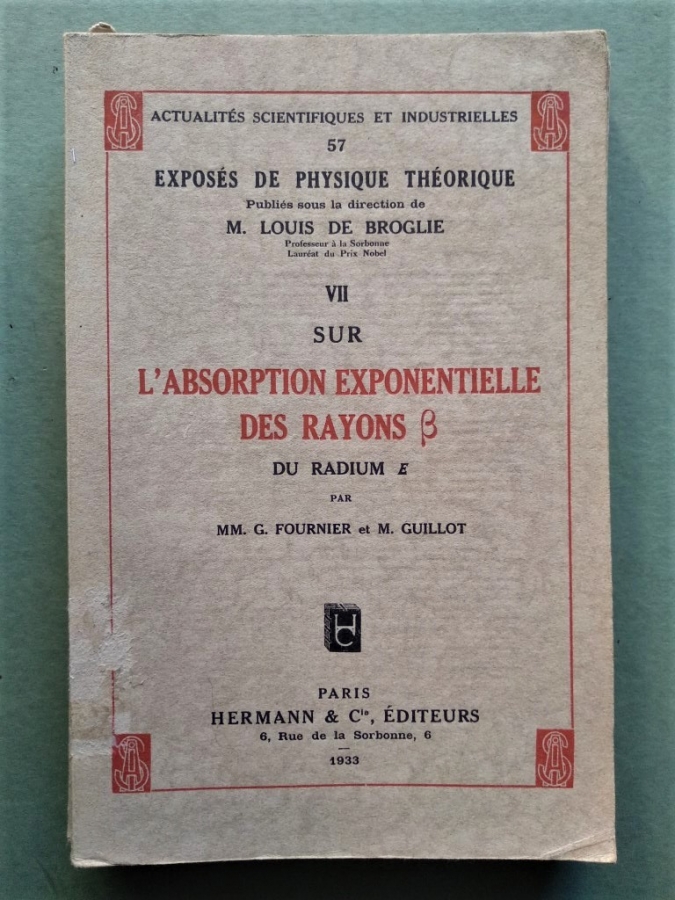 ACTUALITÉS SCIENTIFIQUES ET INDUSTRIELLES
57
EXPOSÉS DE PHYSIQUE THÉORIQUE
Publiés sous la direction de
M. LOUIS DE BROGLIE
Professeur à la Sorbonne
Lauréat du Prix Nobel
VII
SUR
L'ABSORPTION EXPONENTIELLE
DES RAYONS β
DU RADIUM E
PAR
MM. G. FOURNIER et M. GUILLOT
HC
PARIS
HERMANN & Cie, ÉDITEURS
6, Rue de la Sorbonne, 6
1933